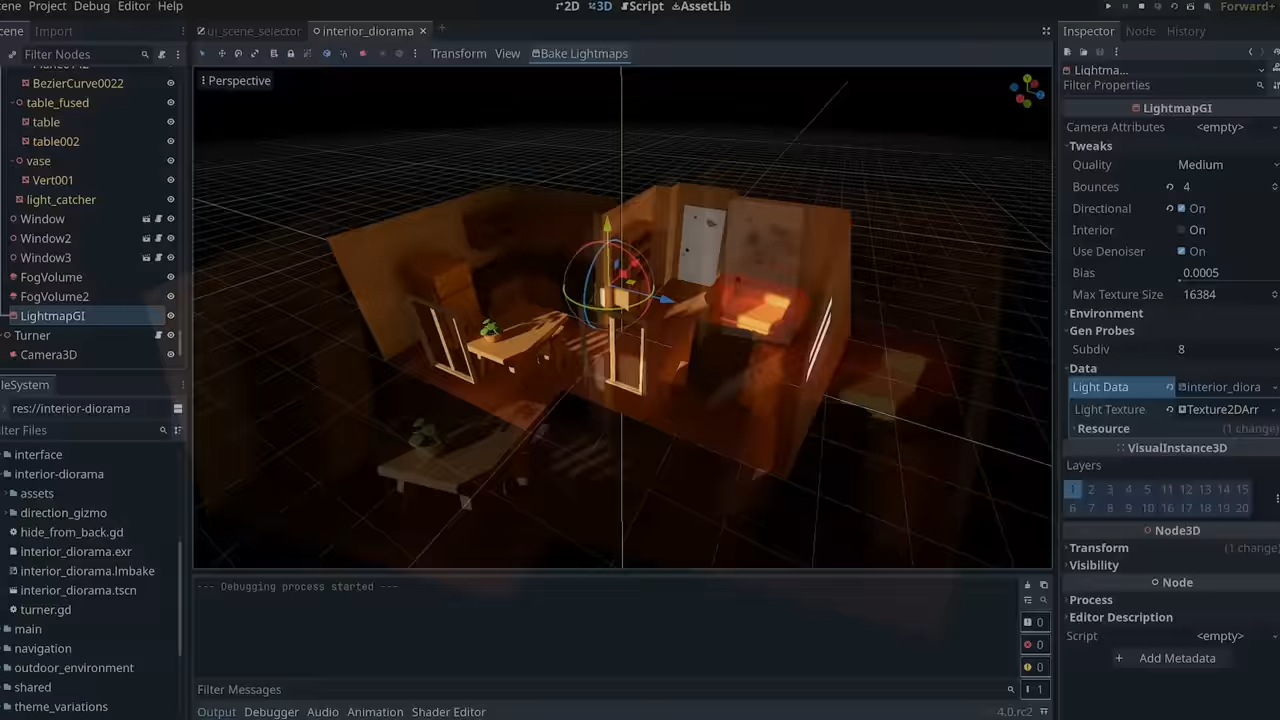 cene Project Debug Editor Help
2D 3D Script AssetLib
Forward+
cene Import
ui_scene_selector
interior_diorama
Inspector Node History
Filter Nodes
Transform View Bake Lightmaps
BezierCurve0022
table_fused
table
table002
vase
Vert001
light_catcher
Window
Window2
Window3
FogVolume
FogVolume2
LightmapGI
Turner
Camera3D
leSystem
res://interior-diorama
ilter Files
interface
interior-diorama
assets
direction_gizmo
hide_from_back.gd
interior_diorama.exr
interior_diorama.lmbake
interior_diorama.tscn
turner.gd
main
navigation
outdoor_environment
shared
theme_variations
Perspective
--- Debugging process started ---
0
0
0
Filter Messages
1
Output Debugger Audio Animation Shader Editor
4.0.rc2
Lightma...
Filter Properties
LightmapGI
Camera Attributes <empty>
Tweaks
Quality Medium
Bounces 4
Directional On
Interior On
Use Denoiser On
Bias 0.0005
Max Texture Size 16384
Environment
Gen Probes
Subdiv 8
Data
Light Data interior_diora
Light Texture Texture2DArr
Resource (1 change)
VisualInstance3D
Layers
1 2 3 4 5 11 12 13 14 15
6 7 8 9 10 16 17 18 19 20
Node3D
Transform (1 change)
Visibility
Node
Process
Editor Description
Script <empty>
Add Metadata